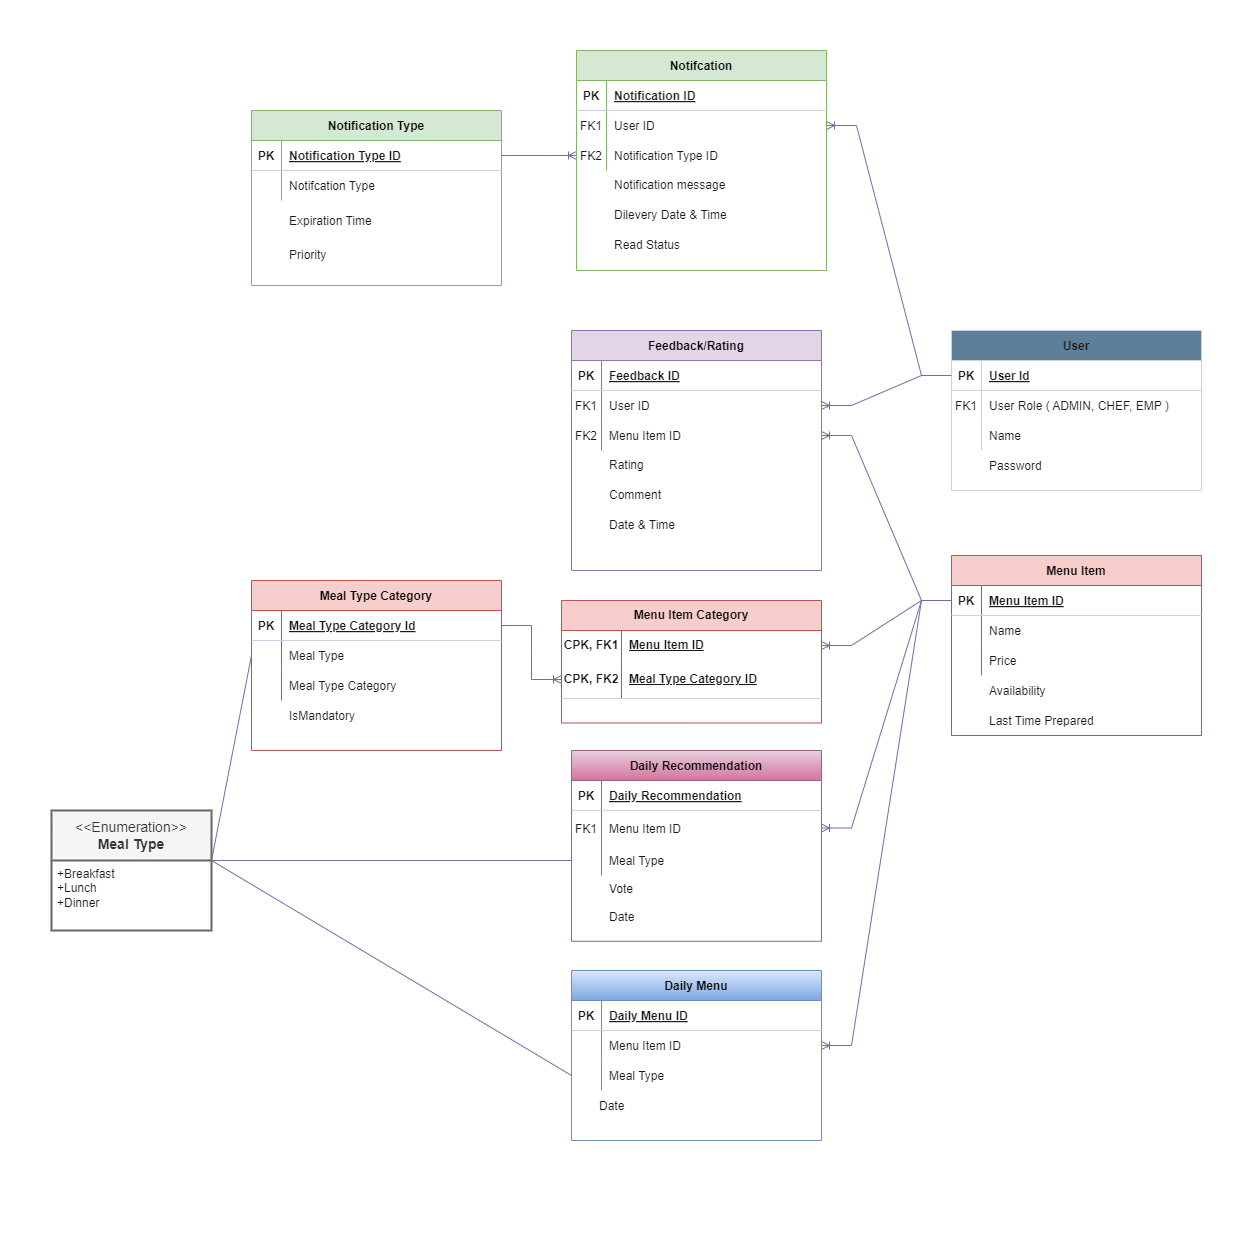 Notifcation
PK Notification ID
FK1 User ID
FK2 Notification Type ID
Notification message
Dilevery Date & Time
Read Status
Notification Type
PK Notification Type ID
Notifcation Type
Expiration Time
Priority
Feedback/Rating
PK Feedback ID
FK1 User ID
FK2 Menu Item ID
Rating
Comment
Date & Time
User
PK User Id
FK1 User Role ( ADMIN, CHEF, EMP )
Name
Password
Meal Type Category
PK Meal Type Category Id
Meal Type
Meal Type Category
IsMandatory
Menu Item Category
CPK, FK1 Menu Item ID
CPK, FK2 Meal Type Category ID
Menu Item
PK Menu Item ID
Name
Price
Availability
Last Time Prepared
Daily Recommendation
PK Daily Recommendation
FK1 Menu Item ID
Meal Type
Vote
Date
<<Enumeration>>
Meal Type
+Breakfast
+Lunch
+Dinner
Daily Menu
PK Daily Menu ID
Menu Item ID
Meal Type
Date